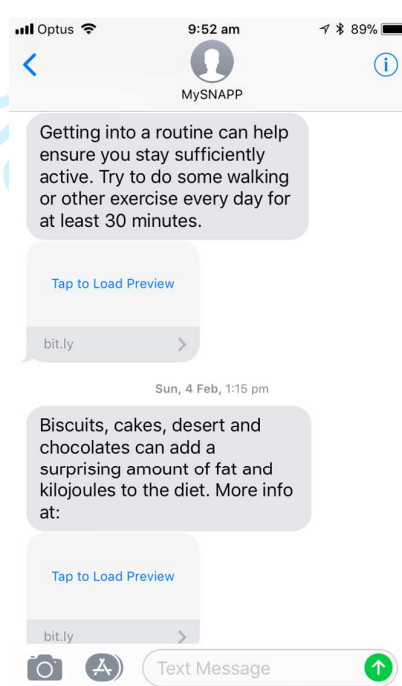 Optus 9:52 am 89%
MySNAPP
Getting into a routine can help
ensure you stay sufficiently
active. Try to do some walking
or other exercise every day for
at least 30 minutes.
Tap to Load Preview
bit.ly
Sun, 4 Feb, 1:15 pm
Biscuits, cakes, desert and
chocolates can add a
surprising amount of fat and
kilojoules to the diet. More info
at:
Tap to Load Preview
bit.ly
Text Message